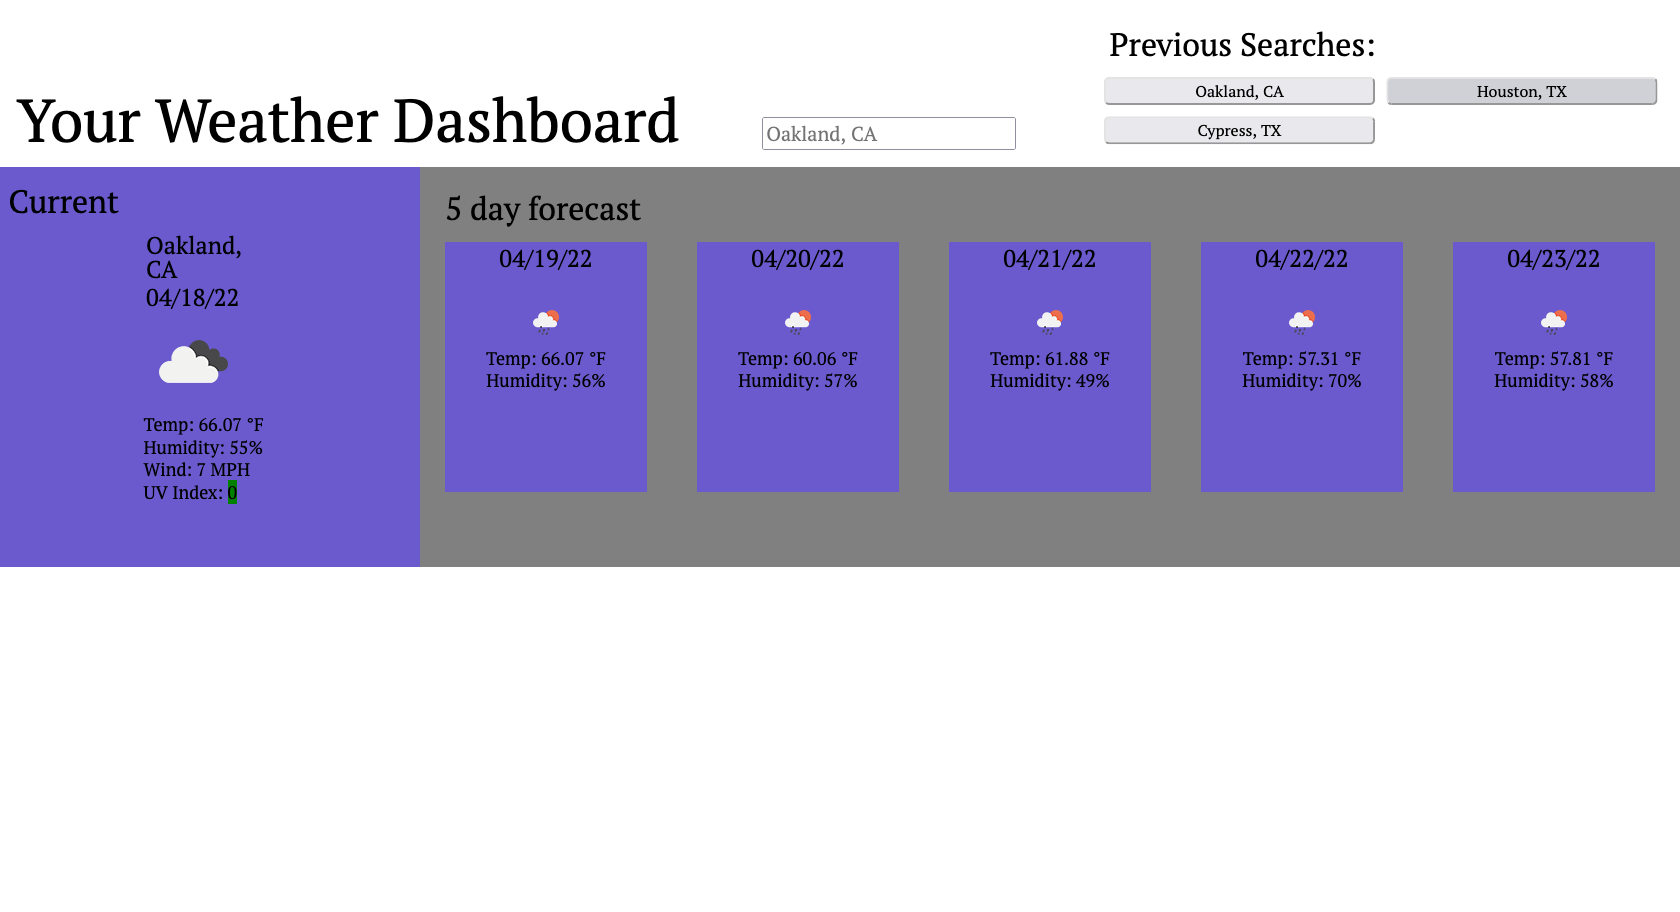 Previous Searches:
Oakland, CA
Houston, TX
Cypress, TX
Your Weather Dashboard
Oakland, CA
Current
Oakland,
CA
04/18/22
Temp: 66.07 °F
Humidity: 55%
Wind: 7 MPH
UV Index: 0
5 day forecast
04/19/22
Temp: 66.07 °F
Humidity: 56%
04/20/22
Temp: 60.06 °F
Humidity: 57%
04/21/22
Temp: 61.88 °F
Humidity: 49%
04/22/22
Temp: 57.31 °F
Humidity: 70%
04/23/22
Temp: 57.81 °F
Humidity: 58%